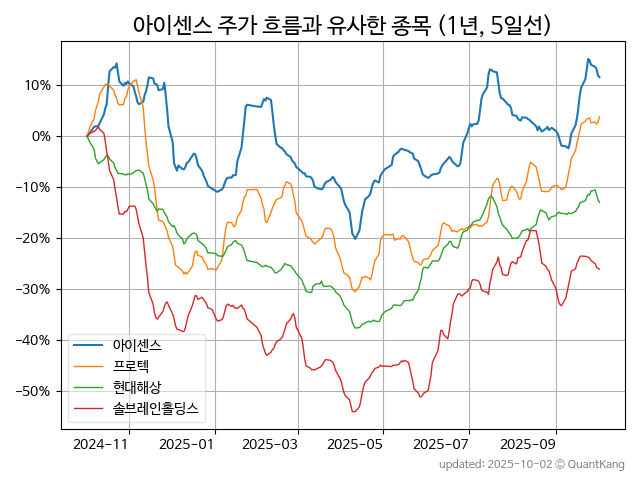 아이센스 주가 흐름과 유사한 종목 (1년, 5일선)
10%
0%
-10%
-20%
-30%
-40%
-50%
아이센스
프로텍
현대해상
솔브레인홀딩스
2024-11 2025-01 2025-03 2025-05 2025-07 2025-09
updated: 2025-10-02 © QuantKang